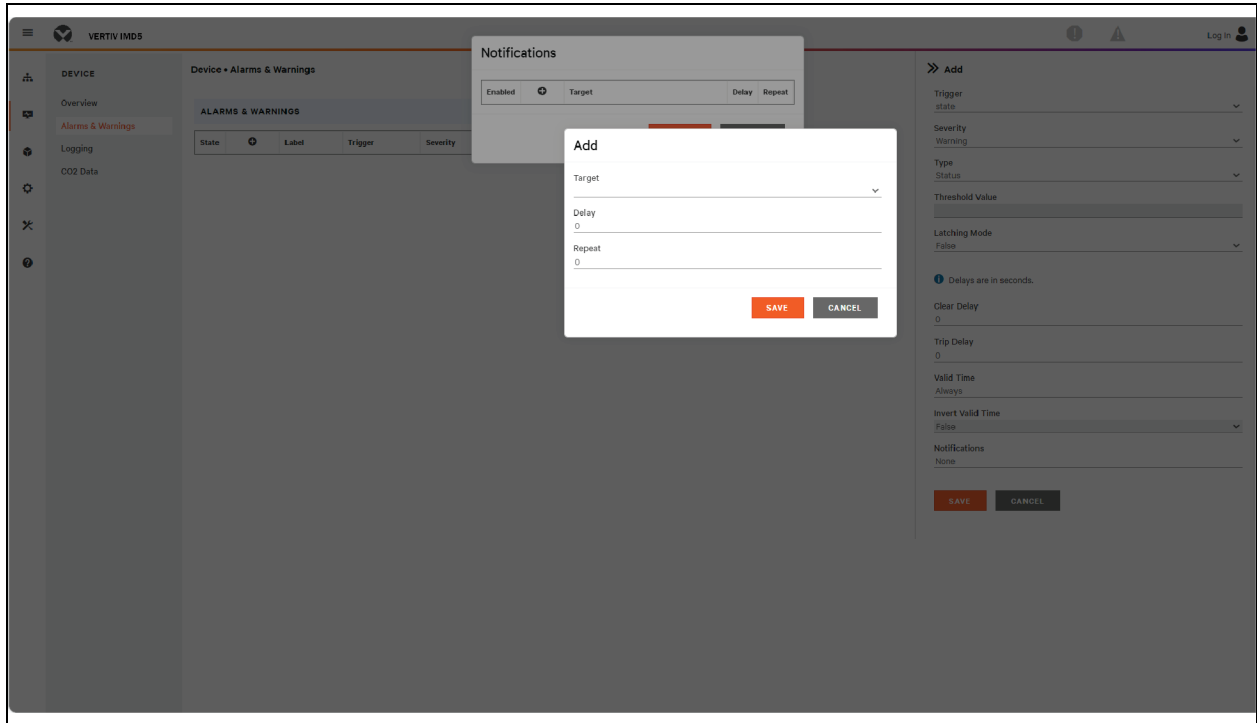 VERTIV IMD5
Log in
DEVICE
Overview
Alarms & Warnings
Logging
CO2 Data
Device • Alarms & Warnings
ALARMS & WARNINGS
State Label Trigger Severity
Notifications
Enabled Target Delay Repeat
Add
Target
Delay
0
Repeat
0
SAVE CANCEL
Add
Trigger
state
Severity
Warning
Type
Status
Threshold Value
Latching Mode
False
Delays are in seconds.
Clear Delay
0
Trip Delay
0
Valid Time
Always
Invert Valid Time
False
Notifications
None
SAVE CANCEL